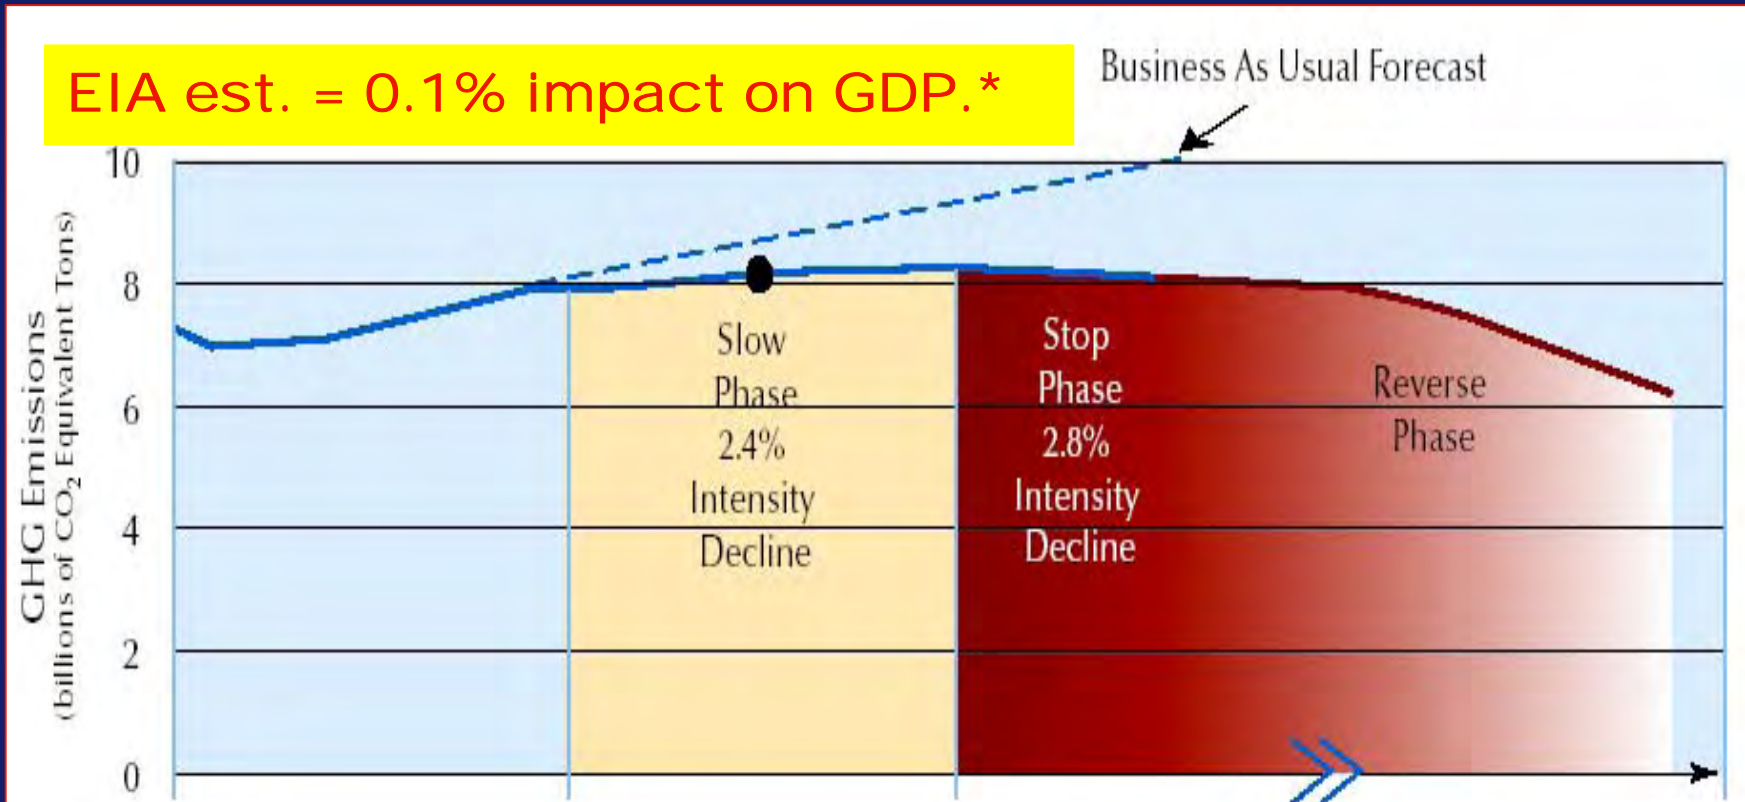 EIA est. = 0.1% impact on GDP.*
Business As Usual Forecast
GHG Emissions
(billions of CO₂ Equivalent Tons)
10
8
6
4
2
0
Slow
Phase
2.4%
Intensity
Decline
Stop
Phase
2.8%
Intensity
Decline
Reverse
Phase